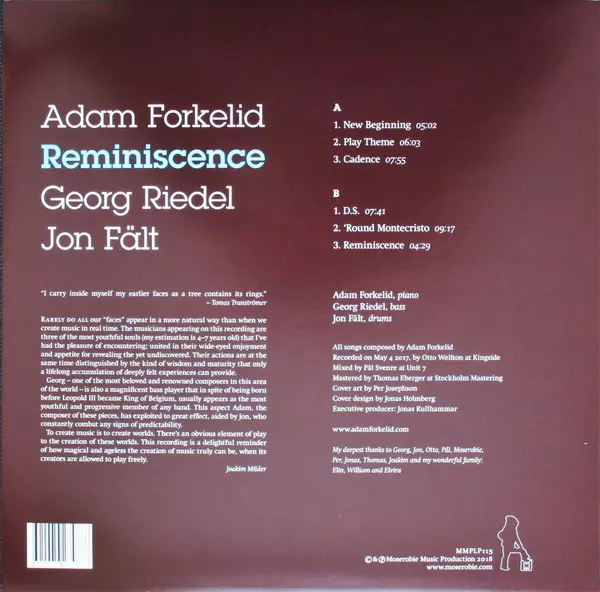 Adam Forkelid
Reminiscence
Georg Riedel
Jon Fält
"I carry inside myself my earlier faces as a tree contains its rings."
– Tomas Tranströmer
Rarely do all our "faces" appear in a more natural way than when we
create music in real time. The musicians appearing on this recording are
three of the most youthful souls (my estimation is 4–7 years old) that I've
had the pleasure of encountering; united in their wide-eyed enjoyment
and appetite for revealing the yet undiscovered. Their actions are at the
same time distinguished by the kind of wisdom and maturity that only
a lifelong accumulation of deeply felt experiences can provide.
Georg – one of the most beloved and renowned composers in this area
of the world – is also a magnificent bass player that in spite of being born
before Leopold III became King of Belgium, usually appears as the most
youthful and progressive member of any band. This aspect Adam, the
composer of these pieces, has exploited to great effect, aided by Jon, who
constantly combat any signs of predictability.
To create music is to create worlds. There's an obvious element of play
to the creation of these worlds. This recording is a delightful reminder
of how magical and ageless the creation of music truly can be, when its
creators are allowed to play freely.
Joakim Milder
A
1. New Beginning 05:02
2. Play Theme 06:03
3. Cadence 07:55
B
1. D.S. 07:41
2. 'Round Montecristo 09:17
3. Reminiscence 04:29
Adam Forkelid, piano
Georg Riedel, bass
Jon Fält, drums
All songs composed by Adam Forkelid
Recorded on May 4 2017, by Otto Wellton at Kingside
Mixed by Pål Svenre at Unit 7
Mastered by Thomas Eberger at Stockholm Mastering
Cover art by Per Josephson
Cover design by Jonas Holmberg
Executive producer: Jonas Kullhammar
www.adamforkelid.com
My deepest thanks to Georg, Jon, Otto, Pål, Moserobie,
Per, Jonas, Thomas, Joakim and my wonderful family:
Elin, William and Elvira
MMPLP115
© & ℗ Moserobie Music Production 2018
www.moserobie.com
M